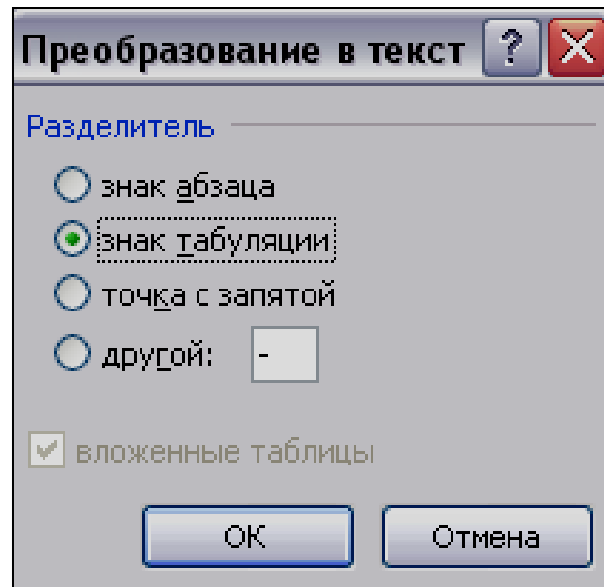 Преобразование в текст ?
Разделитель
знак абзаца
знак табуляции
точка с запятой
другой: -
вложенные таблицы
ОК Отмена